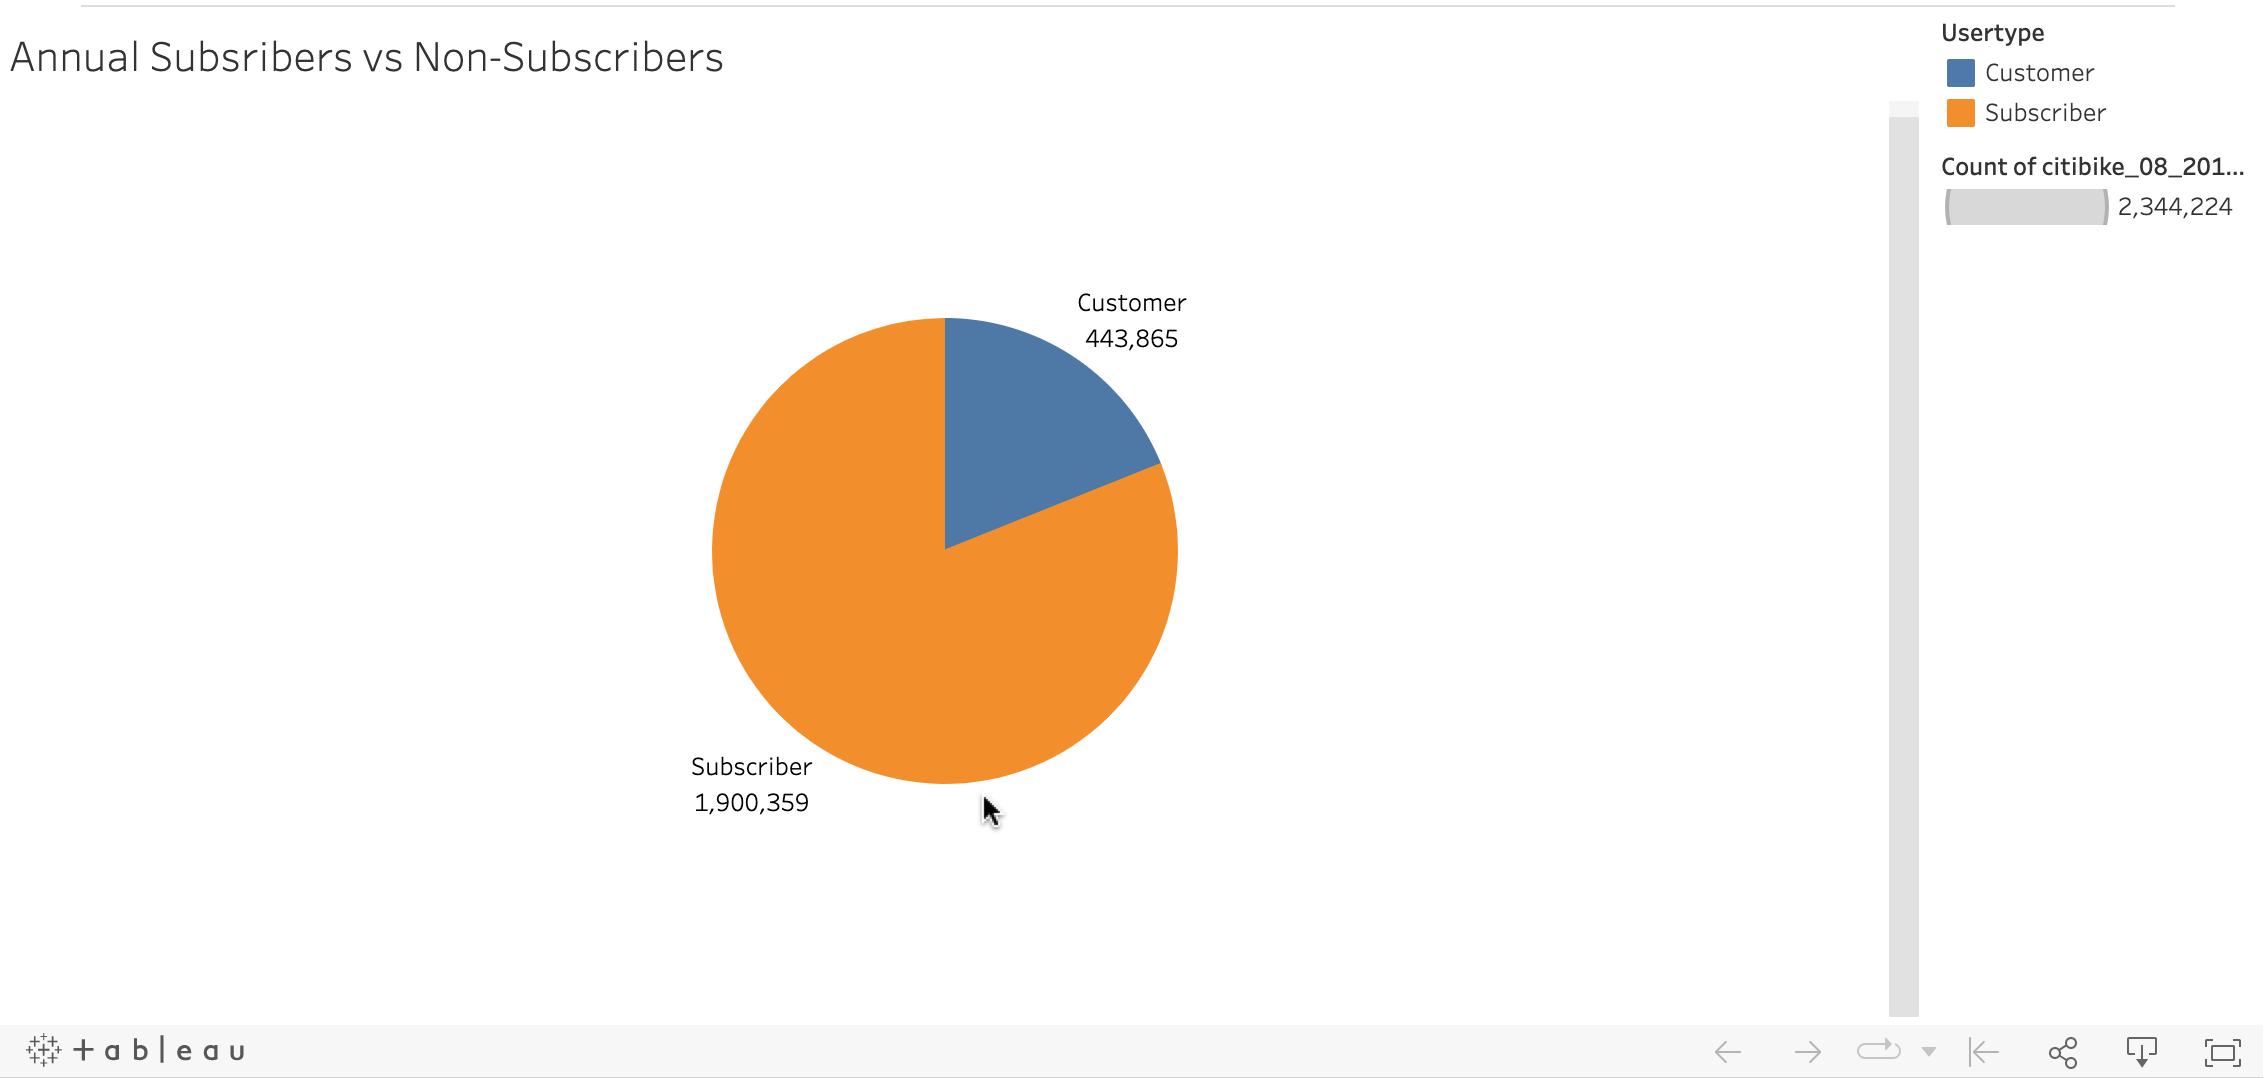 Annual Subsribers vs Non-Subscribers
Usertype
Customer
Subscriber
Count of citibike_08_201...
2,344,224
Customer
443,865
Subscriber
1,900,359
+ableau